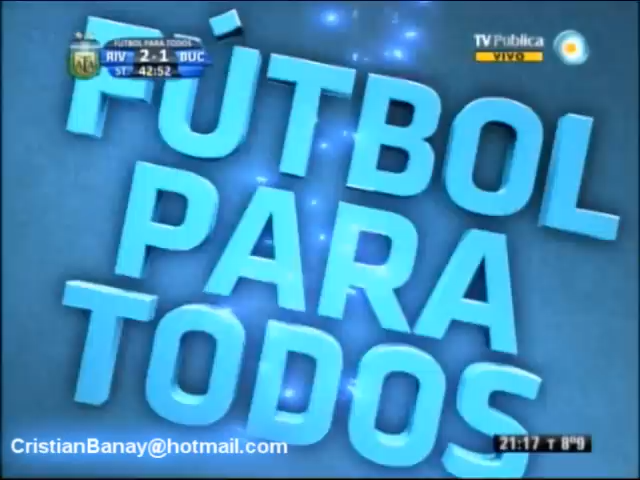 FUTBOL PARA TODOS
RIV 2-1 BUC
ST. 42:52
TV Pública
VIVO
FÚTBOL
PARA
TODOS
CristianBanay@hotmail.com
21:17 T 8º9